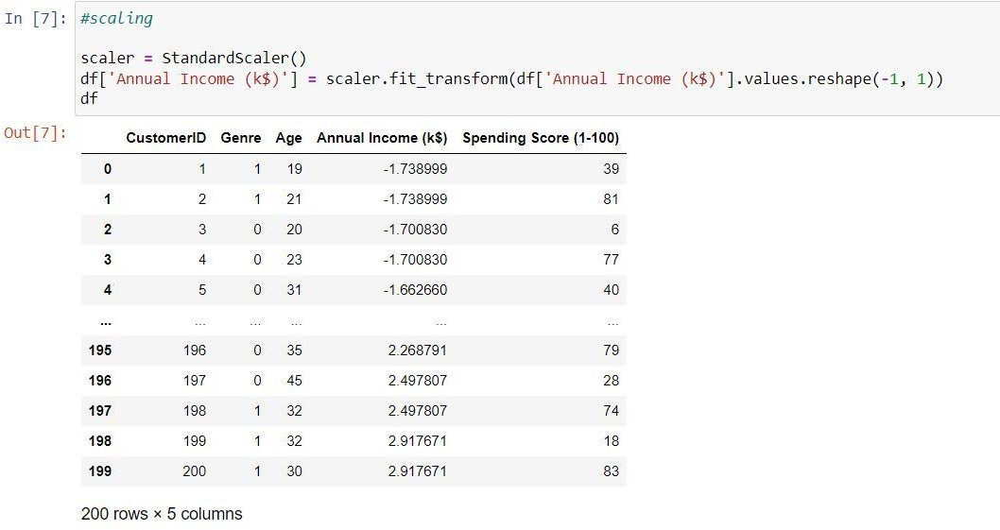 In [7]: #scaling
scaler = StandardScaler()
df['Annual Income (k$)'] = scaler.fit_transform(df['Annual Income (k$)'].values.reshape(-1, 1))
df
Out[7]:
CustomerID Genre Age Annual Income (k$) Spending Score (1-100)
0 1 1 19 -1.738999 39
1 2 1 21 -1.738999 81
2 3 0 20 -1.700830 6
3 4 0 23 -1.700830 77
4 5 0 31 -1.662660 40
... ... ... ... ... ...
195 196 0 35 2.268791 79
196 197 0 45 2.497807 28
197 198 1 32 2.497807 74
198 199 1 32 2.917671 18
199 200 1 30 2.917671 83
200 rows × 5 columns